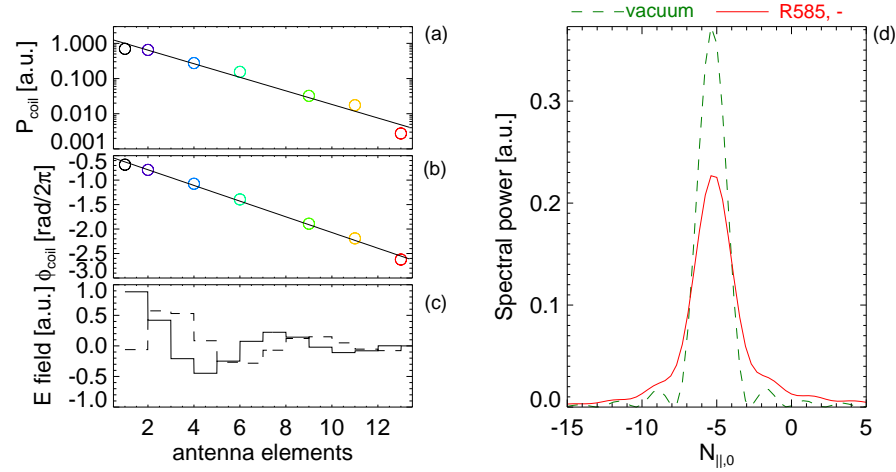 (a)
P_coil [a.u.]
1.000
0.100
0.010
0.001
(b)
ϕ_coil [rad/2π]
-0.5
-1.0
-1.5
-2.0
-2.5
-3.0
(c)
E field [a.u.]
1.0
0.5
0.0
-0.5
-1.0
2 4 6 8 10 12
antenna elements
vacuum R585, -
(d)
Spectral power [a.u.]
0.3
0.2
0.1
0.0
-15 -10 -5 0 5
N_||,0